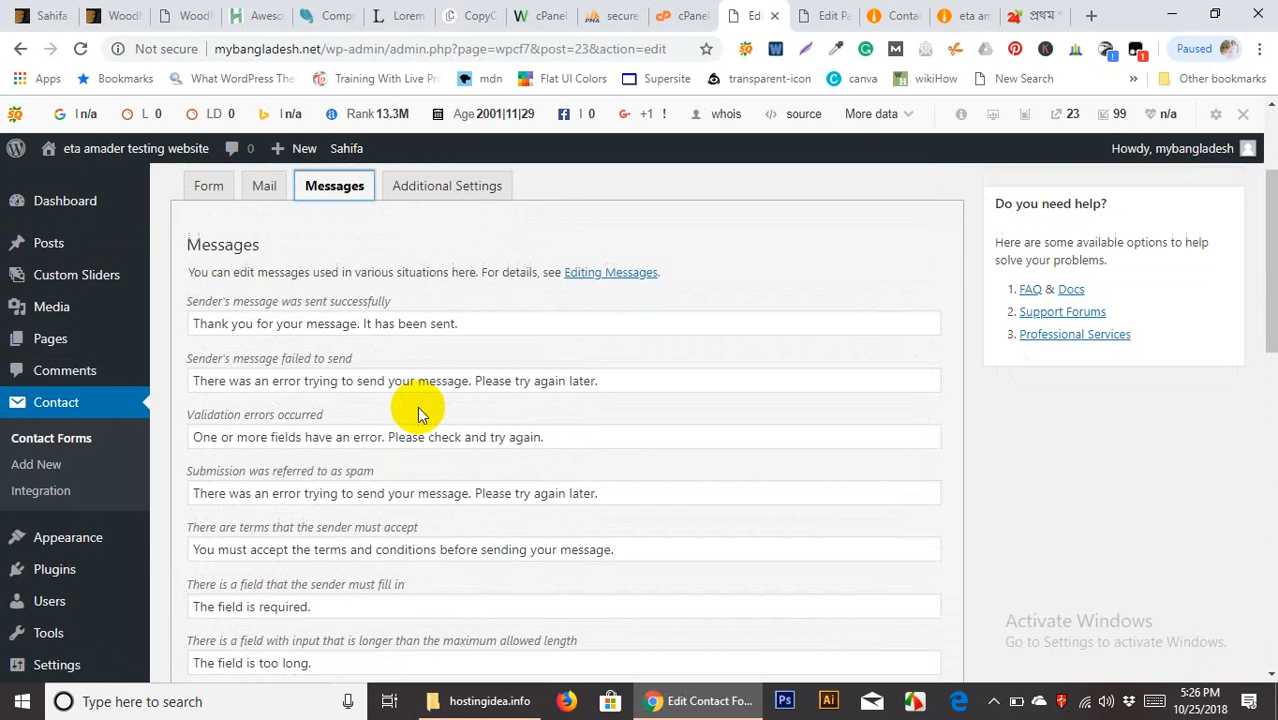 Sahifa
Woodl
Woodl
Aweso
Compr
Lorem
CopyC
cPanel
secure.
cPanel
Edi
Edit Pa
Contac
eta am
প্রথম
Not secure
mybangladesh.net/wp-admin/admin.php?page=wpcf7&post=23&action=edit
Paused
Apps
Bookmarks
What WordPress The
Training With Live Pr
mdn
Flat UI Colors
Supersite
transparent-icon
canva
wikiHow
New Search
»
Other bookmarks
I n/a
L 0
LD 0
I n/a
Rank 13.3M
Age 2001|11|29
I 0
+1 !
whois
source
More data
23
99
n/a
eta amader testing website
0
New
Sahifa
Howdy, mybangladesh
Dashboard
Posts
Custom Sliders
Media
Pages
Comments
Contact
Contact Forms
Add New
Integration
Appearance
Plugins
Users
Tools
Settings
Form
Mail
Messages
Additional Settings
Messages
You can edit messages used in various situations here. For details, see Editing Messages.
Sender's message was sent successfully
Thank you for your message. It has been sent.
Sender's message failed to send
There was an error trying to send your message. Please try again later.
Validation errors occurred
One or more fields have an error. Please check and try again.
Submission was referred to as spam
There was an error trying to send your message. Please try again later.
There are terms that the sender must accept
You must accept the terms and conditions before sending your message.
There is a field that the sender must fill in
The field is required.
There is a field with input that is longer than the maximum allowed length
The field is too long.
Do you need help?
Here are some available options to help
solve your problems.
1. FAQ & Docs
2. Support Forums
3. Professional Services
Activate Windows
Go to Settings to activate Windows.
Type here to search
hostingidea.info
Edit Contact Fo...
5:26 PM
10/25/2018